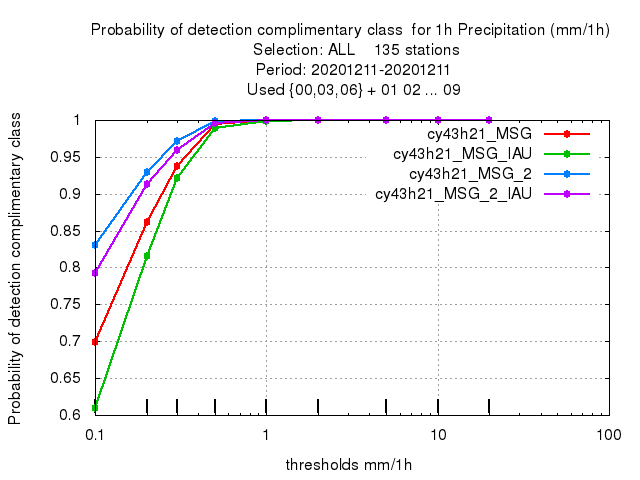 Probability of detection complimentary class  for 1h Precipitation (mm/1h)
Selection: ALL    135 stations
Period: 20201211-20201211
Used {00,03,06} + 01 02 ... 09
Probability of detection complimentary class
1
0.95
0.9
0.85
0.8
0.75
0.7
0.65
0.6
cy43h21_MSG
cy43h21_MSG_IAU
cy43h21_MSG_2
cy43h21_MSG_2_IAU
0.1
1
10
100
thresholds mm/1h